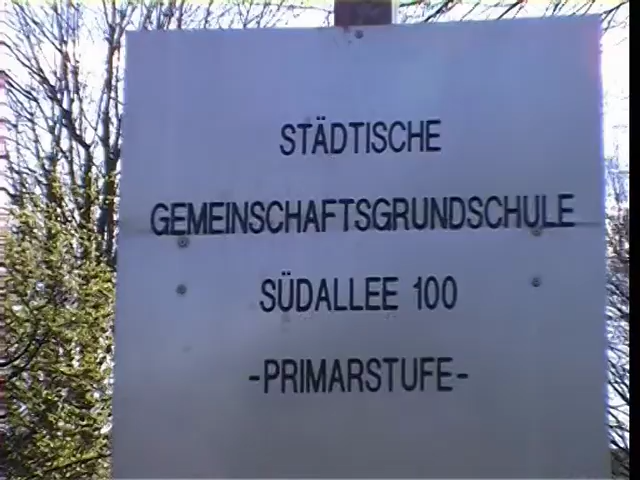 STÄDTISCHE
GEMEINSCHAFTSGRUNDSCHULE
SÜDALLEE 100
-PRIMARSTUFE-